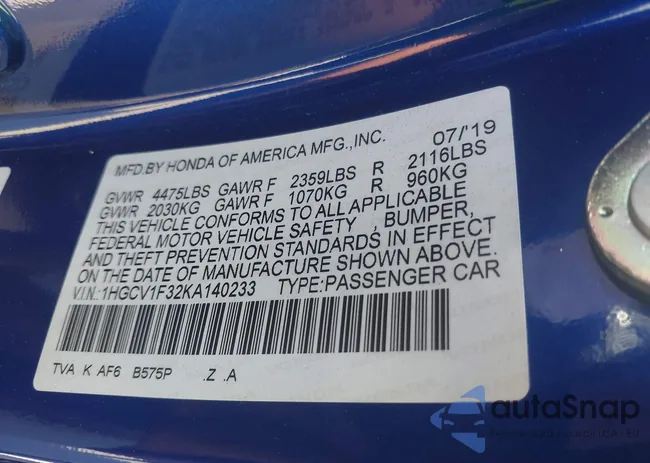 MFD.BY HONDA OF AMERICA MFG.,INC. 07/'19
GVWR 4475LBS GAWR F 2359LBS R 2116LBS
GVWR 2030KG GAWR F 1070KG R 960KG
THIS VEHICLE CONFORMS TO ALL APPLICABLE
FEDERAL MOTOR VEHICLE SAFETY , BUMPER,
AND THEFT PREVENTION STANDARDS IN EFFECT
ON THE DATE OF MANUFACTURE SHOWN ABOVE.
V.I.N.:1HGCV1F32KA140233 TYPE:PASSENGER CAR
TVA K AF6 B575P .Z .A
autaSnap